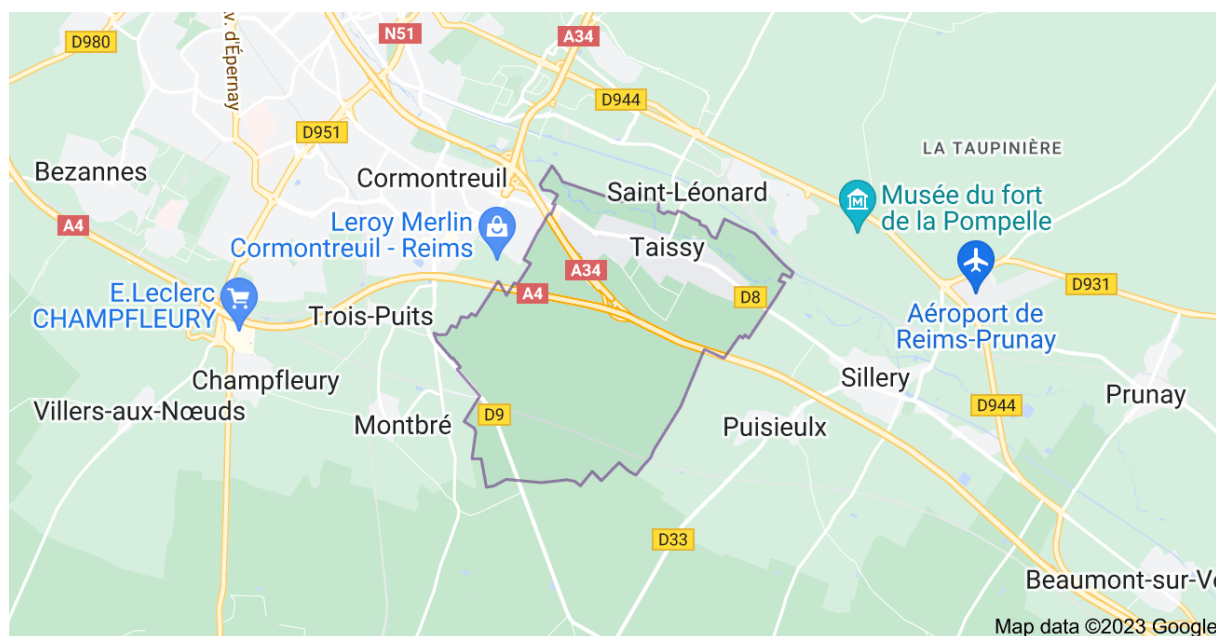 N51
A34
D980
Av. d'Épernay
D944
D951
LA TAUPINIÈRE
Bezannes
Cormontreuil
Saint-Léonard
Musée du fort
de la Pompelle
Leroy Merlin
Cormontreuil - Reims
Taissy
A4
A34
A4
D8
D931
E.Leclerc
CHAMPFLEURY
Trois-Puits
Aéroport de
Reims-Prunay
Champfleury
Sillery
Prunay
Villers-aux-Nœuds
D9
D944
Montbré
Puisieulx
D33
Beaumont-sur-Ve
Map data ©2023 Google